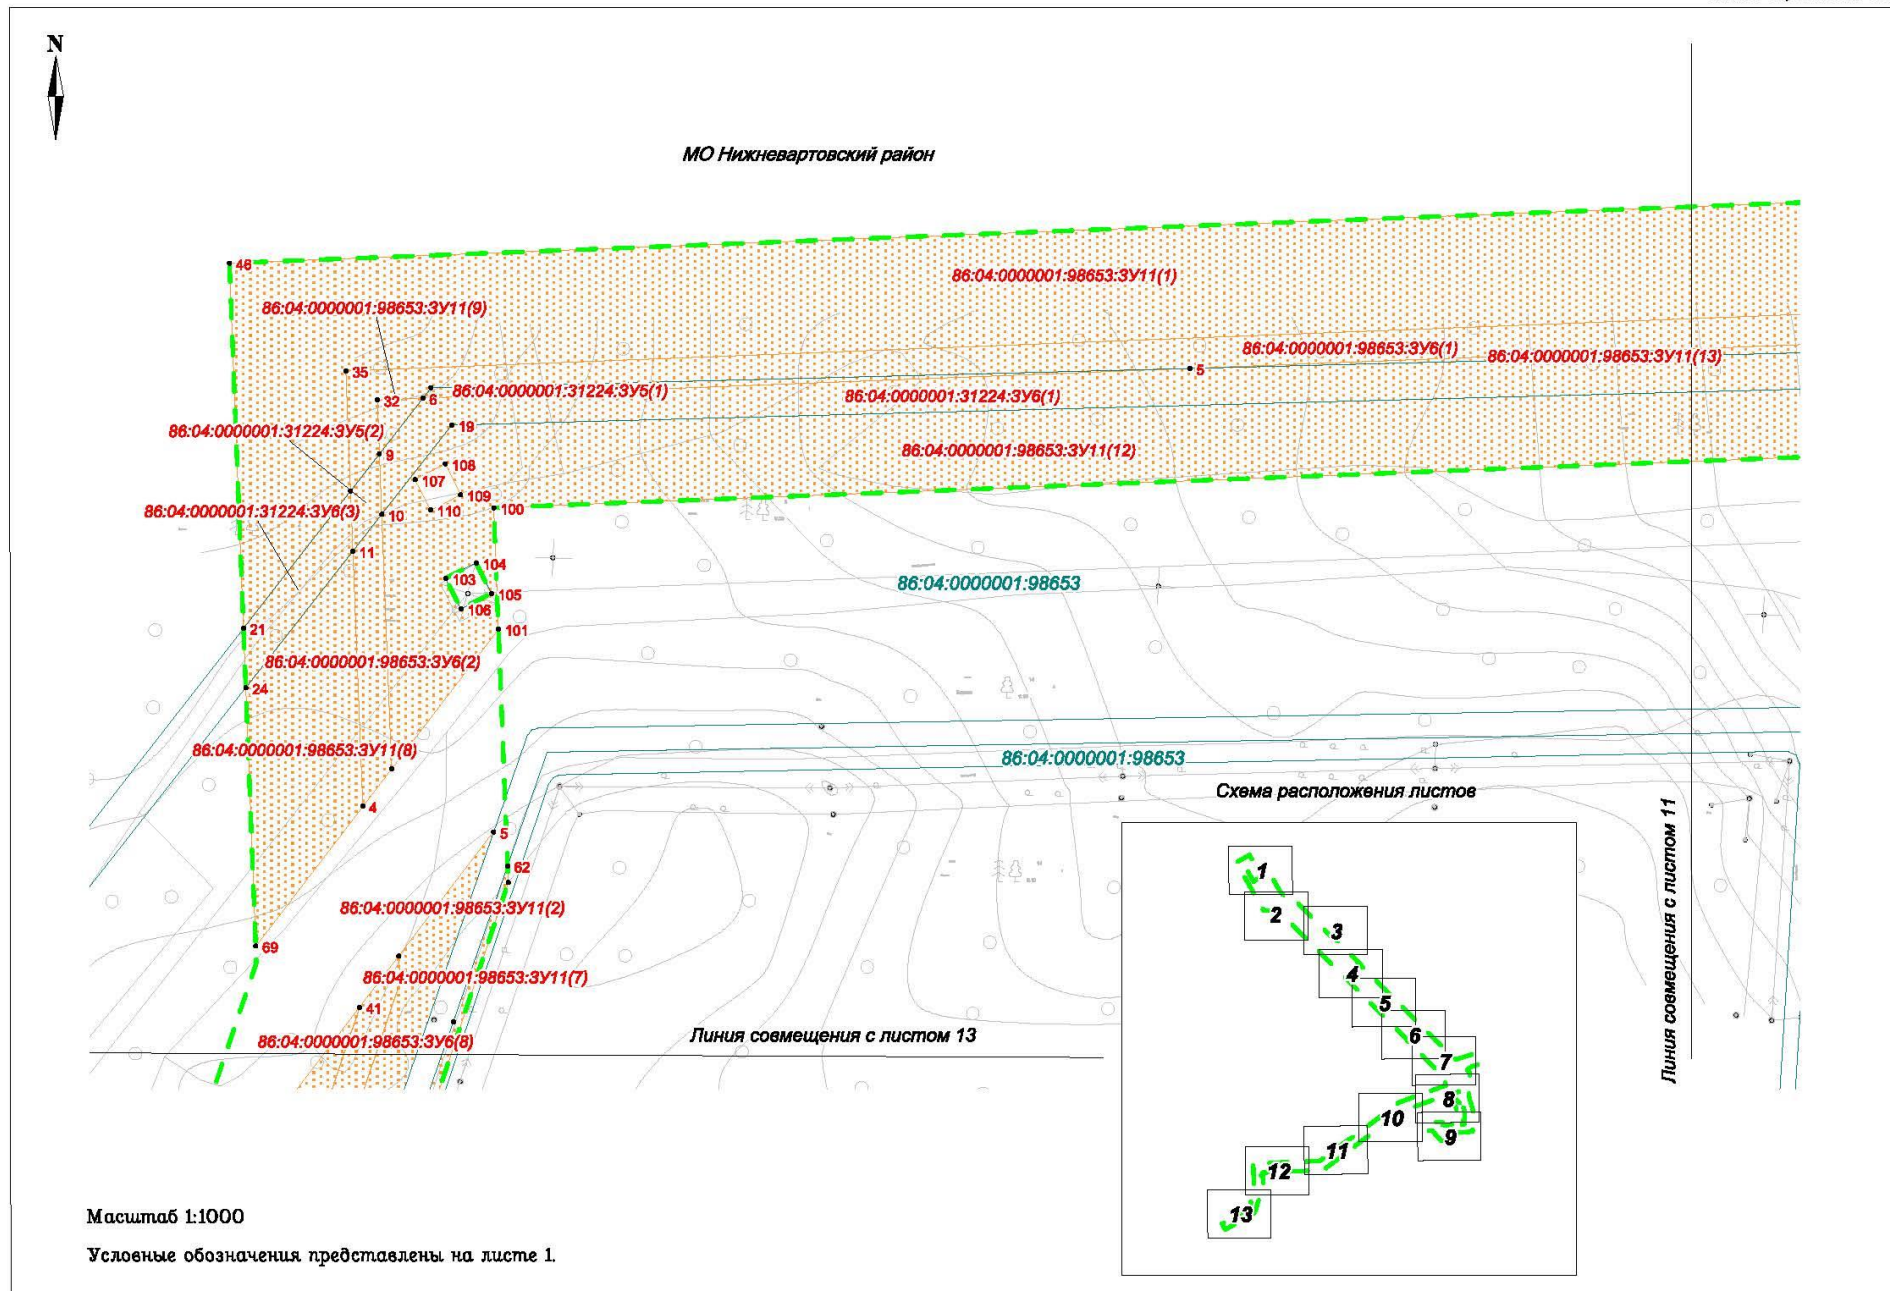 N
МО Нижневартовский район
46
86:04:0000001:98653:ЗУ11(1)
86:04:0000001:98653:ЗУ11(9)
86:04:0000001:98653:ЗУ6(1)
86:04:0000001:98653:ЗУ11(13)
35
5
86:04:0000001:31224:ЗУ5(1)
32
6
86:04:0000001:31224:ЗУ6(1)
86:04:0000001:31224:ЗУ5(2)
19
86:04:0000001:98653:ЗУ11(12)
9
108
107
109
86:04:0000001:31224:ЗУ6(3)
10
110
100
11
104
103
86:04:0000001:98653
105
106
21
101
86:04:0000001:98653:ЗУ6(2)
24
86:04:0000001:98653:ЗУ11(8)
86:04:0000001:98653
4
Схема расположения листов
5
62
86:04:0000001:98653:ЗУ11(2)
69
86:04:0000001:98653:ЗУ11(7)
41
Линия совмещения с листом 13
86:04:0000001:98653:ЗУ6(8)
Линия совмещения с листом 11
1
2
3
4
5
6
7
8
9
10
11
12
13
Масштаб 1:1000
Условные обозначения представлены на листе 1.